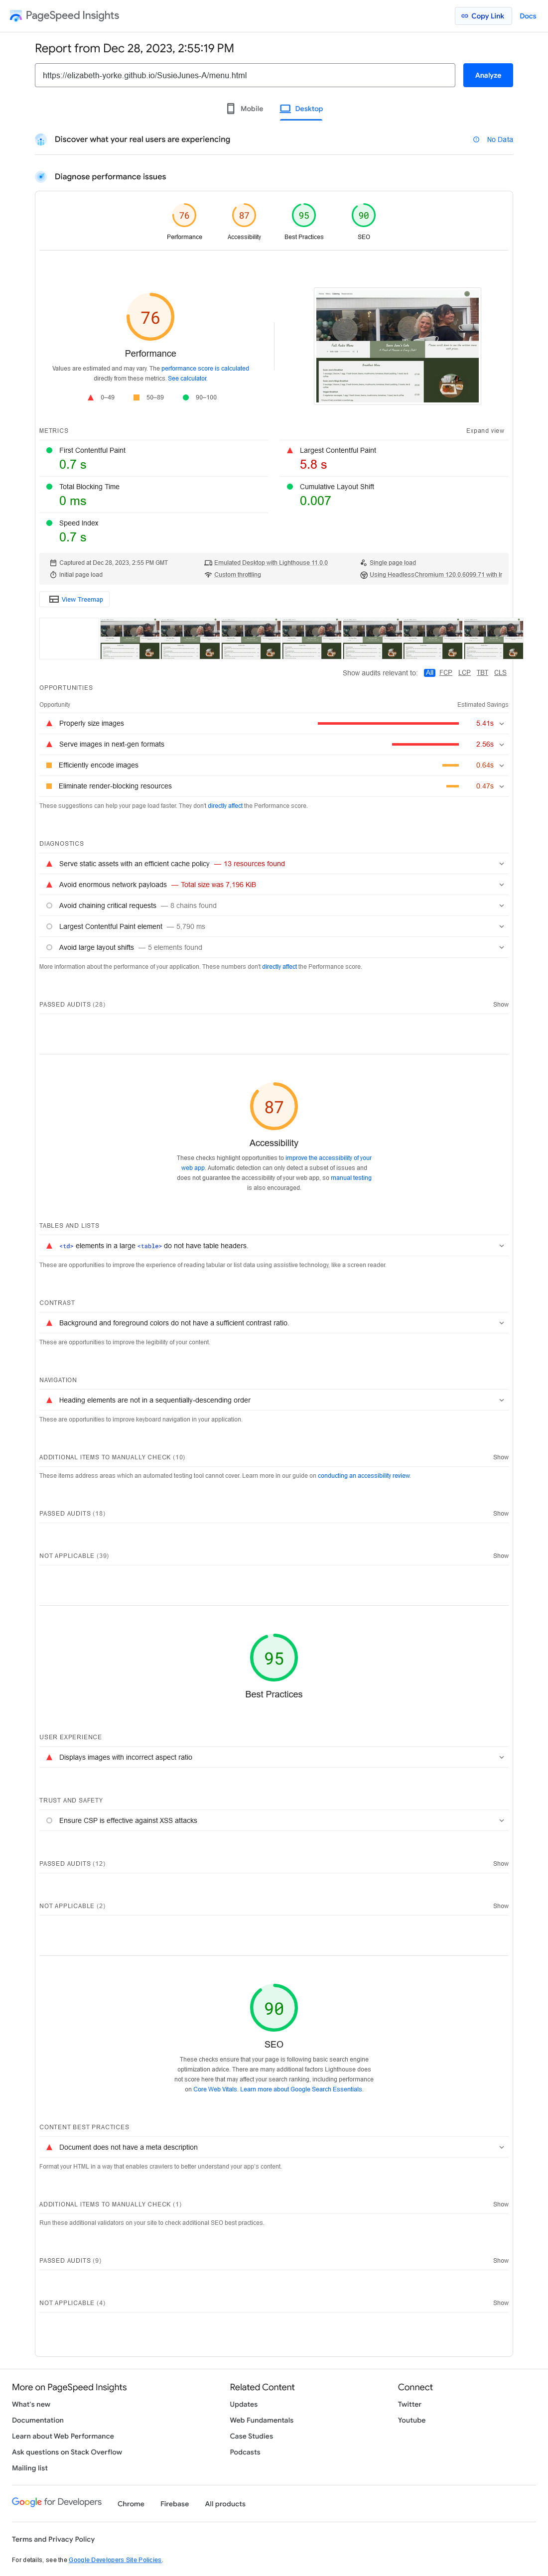 PageSpeed Insights
Copy Link
Docs
Report from Dec 28, 2023, 2:55:19 PM
https://elizabeth-yorke.github.io/SusieJunes-A/menu.html
Analyze
Mobile
Desktop
Discover what your real users are experiencing
No Data
Diagnose performance issues
76 87 95 90
Performance Accessibility Best Practices SEO
76
Performance
Values are estimated and may vary. The performance score is calculated
directly from these metrics. See calculator.
0–49 50–89 90–100
METRICS
Expand view
First Contentful Paint
0.7 s
Largest Contentful Paint
5.8 s
Total Blocking Time
0 ms
Cumulative Layout Shift
0.007
Speed Index
0.7 s
Captured at Dec 28, 2023, 2:55 PM GMT
Emulated Desktop with Lighthouse 11.0.0
Single page load
Initial page load
Custom throttling
Using HeadlessChromium 120.0.6099.71 with lr
View Treemap
Show audits relevant to: All FCP LCP TBT CLS
OPPORTUNITIES
Opportunity Estimated Savings
Properly size images 5.41s
Serve images in next-gen formats 2.56s
Efficiently encode images 0.64s
Eliminate render-blocking resources 0.47s
These suggestions can help your page load faster. They don't directly affect the Performance score.
DIAGNOSTICS
Serve static assets with an efficient cache policy — 13 resources found
Avoid enormous network payloads — Total size was 7,196 KiB
Avoid chaining critical requests — 8 chains found
Largest Contentful Paint element — 5,790 ms
Avoid large layout shifts — 5 elements found
More information about the performance of your application. These numbers don't directly affect the Performance score.
PASSED AUDITS (28) Show
87
Accessibility
These checks highlight opportunities to improve the accessibility of your
web app. Automatic detection can only detect a subset of issues and
does not guarantee the accessibility of your web app, so manual testing
is also encouraged.
TABLES AND LISTS
<td> elements in a large <table> do not have table headers.
These are opportunities to improve the experience of reading tabular or list data using assistive technology, like a screen reader.
CONTRAST
Background and foreground colors do not have a sufficient contrast ratio.
These are opportunities to improve the legibility of your content.
NAVIGATION
Heading elements are not in a sequentially-descending order
These are opportunities to improve keyboard navigation in your application.
ADDITIONAL ITEMS TO MANUALLY CHECK (10) Show
These items address areas which an automated testing tool cannot cover. Learn more in our guide on conducting an accessibility review.
PASSED AUDITS (18) Show
NOT APPLICABLE (39) Show
95
Best Practices
USER EXPERIENCE
Displays images with incorrect aspect ratio
TRUST AND SAFETY
Ensure CSP is effective against XSS attacks
PASSED AUDITS (12) Show
NOT APPLICABLE (2) Show
90
SEO
These checks ensure that your page is following basic search engine
optimization advice. There are many additional factors Lighthouse does
not score here that may affect your search ranking, including performance
on Core Web Vitals. Learn more about Google Search Essentials.
CONTENT BEST PRACTICES
Document does not have a meta description
Format your HTML in a way that enables crawlers to better understand your app's content.
ADDITIONAL ITEMS TO MANUALLY CHECK (1) Show
Run these additional validators on your site to check additional SEO best practices.
PASSED AUDITS (9) Show
NOT APPLICABLE (4) Show
More on PageSpeed Insights
What's new
Documentation
Learn about Web Performance
Ask questions on Stack Overflow
Mailing list
Related Content
Updates
Web Fundamentals
Case Studies
Podcasts
Connect
Twitter
Youtube
Google for Developers
Chrome
Firebase
All products
Terms and Privacy Policy
For details, see the Google Developers Site Policies.